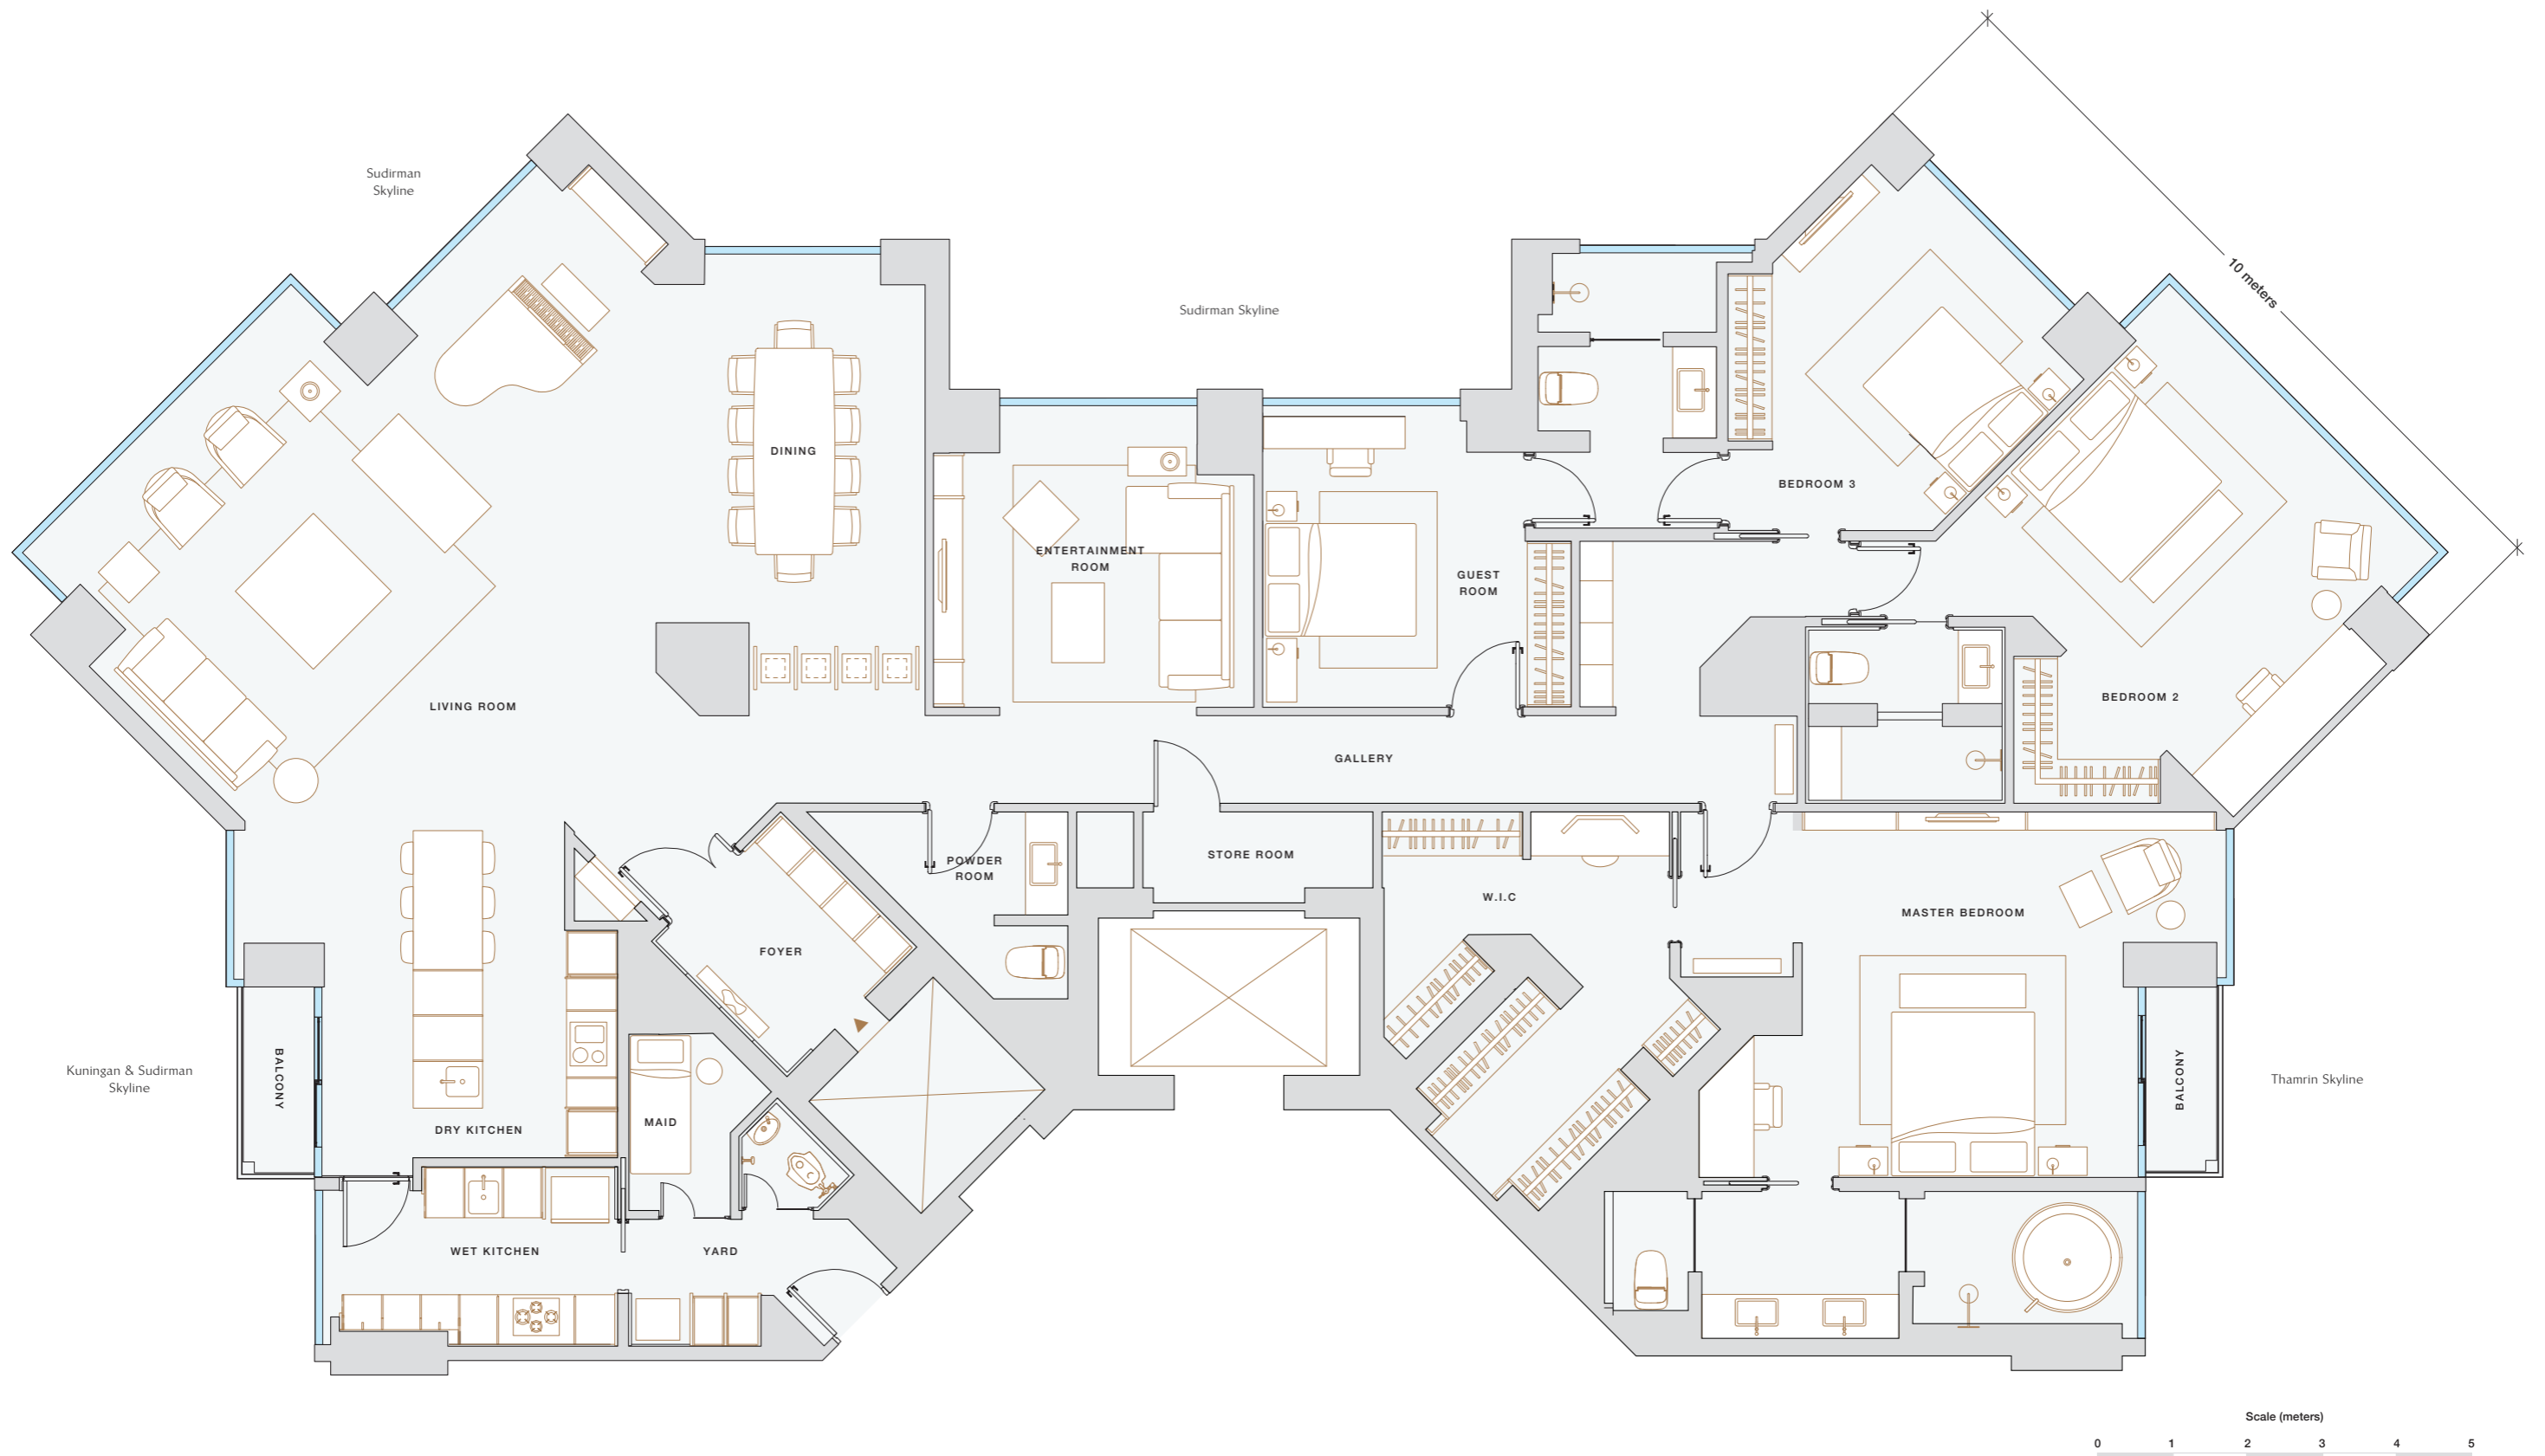 Sudirman
Skyline
10 meters
Sudirman Skyline
DINING
BEDROOM 3
ENTERTAINMENT
ROOM
GUEST
ROOM
LIVING ROOM
BEDROOM 2
GALLERY
POWDER
ROOM
STORE ROOM
W.I.C
MASTER BEDROOM
FOYER
Kuningan & Sudirman
Skyline
BALCONY
Thamrin Skyline
BALCONY
MAID
DRY KITCHEN
WET KITCHEN
YARD
Scale (meters)
0 1 2 3 4 5